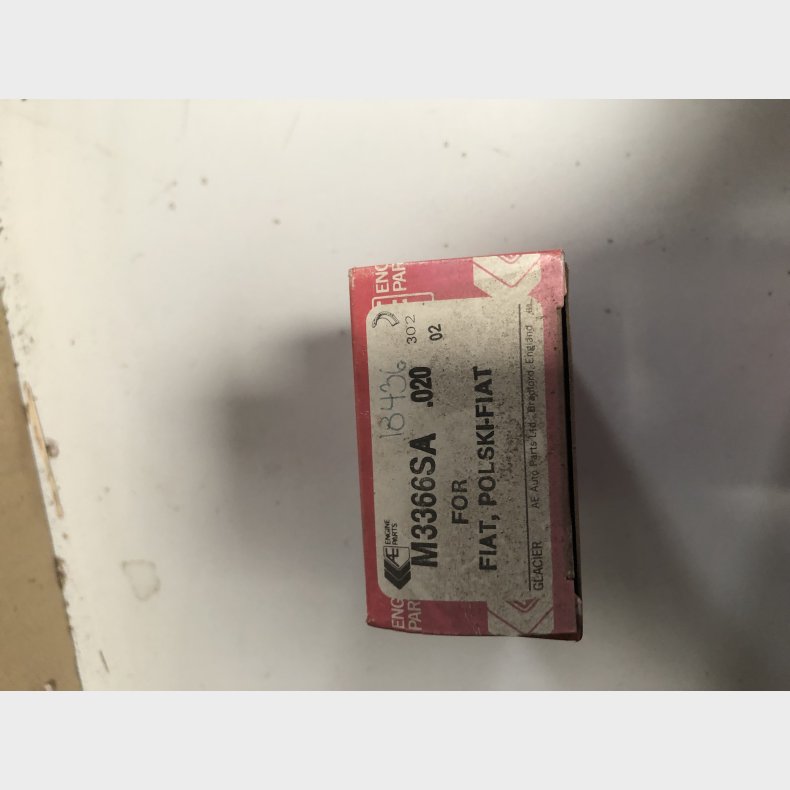 ENG
PAR
ENG
PAR
AE ENGINE
PARTS
18436
302
M3366SA .020 02
FOR
FIAT, POLSKI-FIAT
GLACIER AE Auto Parts Ltd. Bradford, England